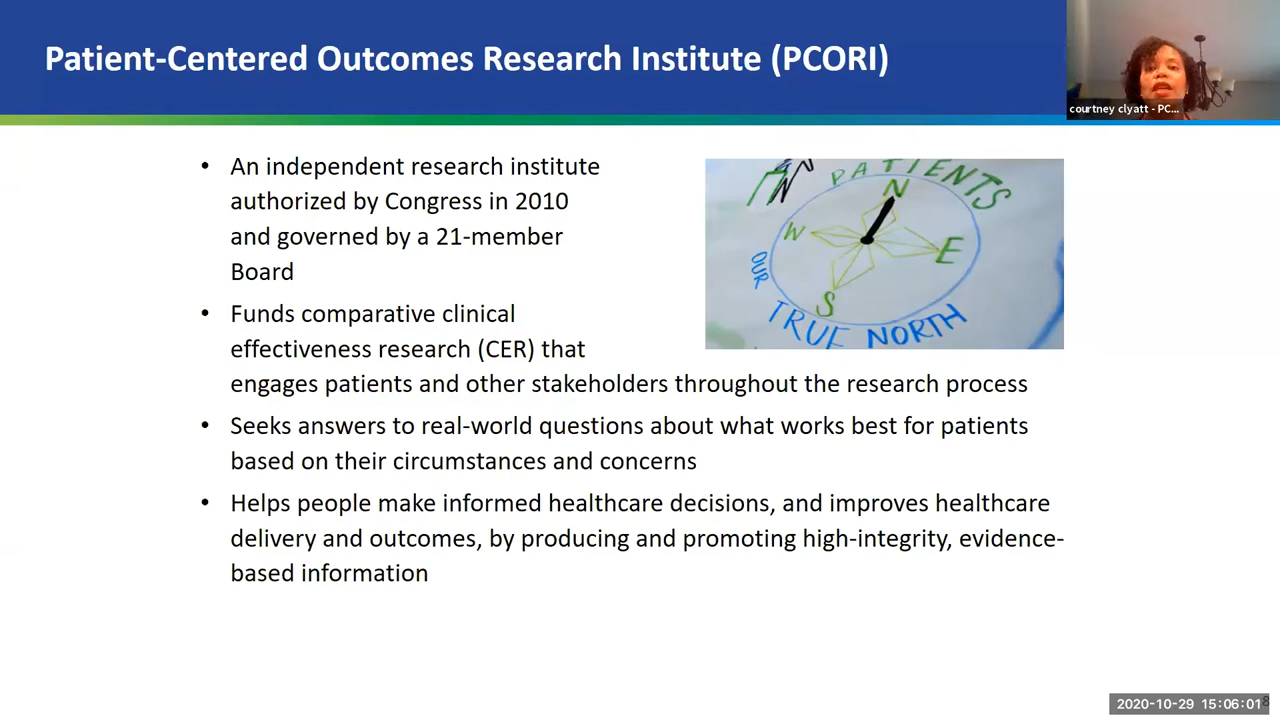 Patient-Centered Outcomes Research Institute (PCORI)
courtney clyatt - PC...
• An independent research institute
authorized by Congress in 2010
and governed by a 21-member
Board
• Funds comparative clinical
effectiveness research (CER) that
engages patients and other stakeholders throughout the research process
• Seeks answers to real-world questions about what works best for patients
based on their circumstances and concerns
• Helps people make informed healthcare decisions, and improves healthcare
delivery and outcomes, by producing and promoting high-integrity, evidence-
based information
PATIENTS
N
W
E
S
OUR
TRUE NORTH
2020-10-29 15:06:01
8